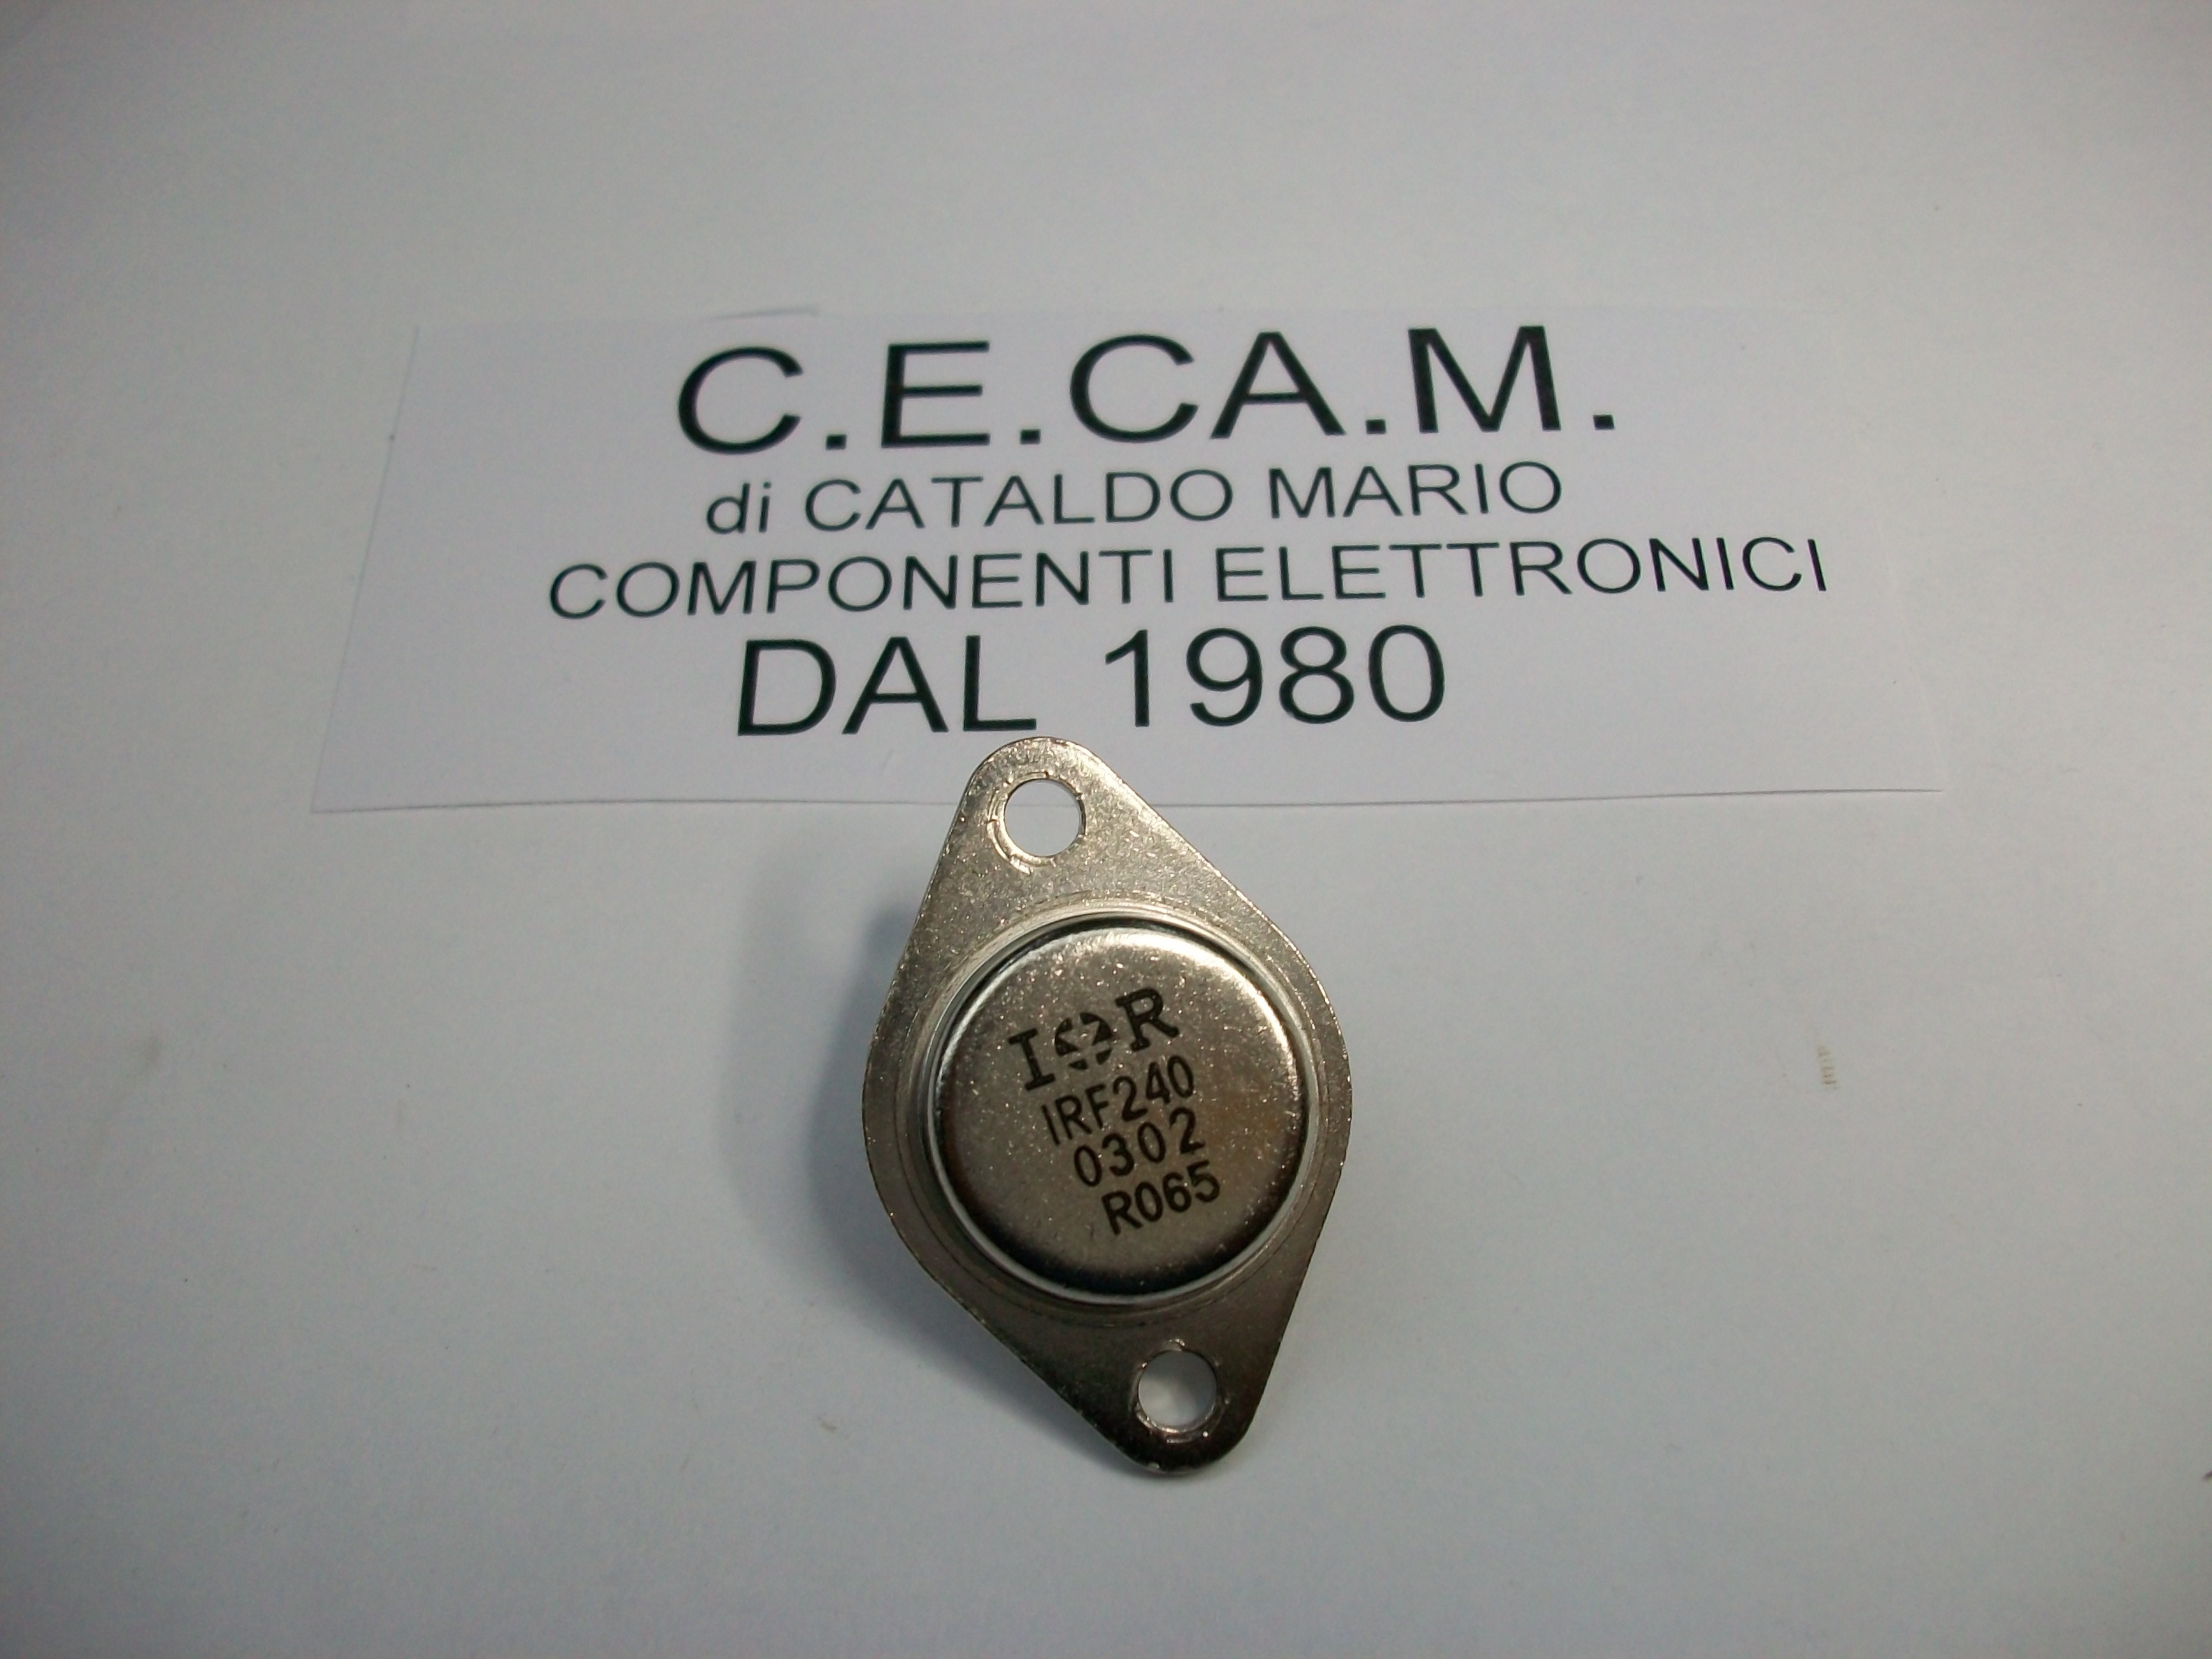 C.E.CA.M.
di CATALDO MARIO
COMPONENTI ELETTRONICI
DAL 1980
IOR
IRF240
0302
R065